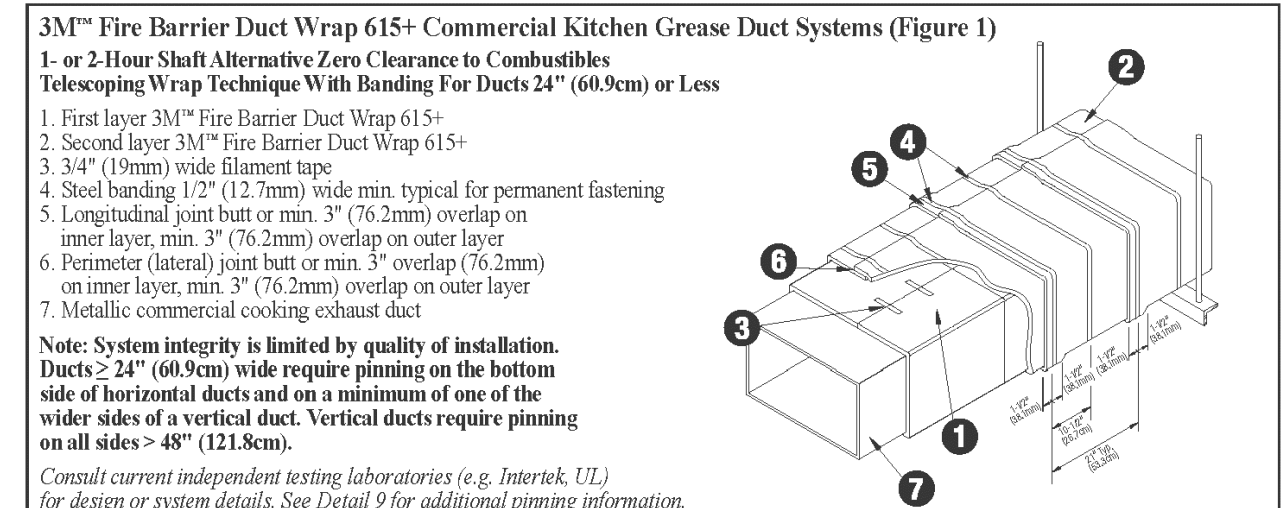 3M™ Fire Barrier Duct Wrap 615+ Commercial Kitchen Grease Duct Systems (Figure 1)
1- or 2-Hour Shaft Alternative Zero Clearance to Combustibles
Telescoping Wrap Technique With Banding For Ducts 24" (60.9cm) or Less
1. First layer 3M™ Fire Barrier Duct Wrap 615+
2. Second layer 3M™ Fire Barrier Duct Wrap 615+
3. 3/4" (19mm) wide filament tape
4. Steel banding 1/2" (12.7mm) wide min. typical for permanent fastening
5. Longitudinal joint butt or min. 3" (76.2mm) overlap on
inner layer, min. 3" (76.2mm) overlap on outer layer
6. Perimeter (lateral) joint butt or min. 3" overlap (76.2mm)
on inner layer, min. 3" (76.2mm) overlap on outer layer
7. Metallic commercial cooking exhaust duct
Note: System integrity is limited by quality of installation.
Ducts ≥ 24" (60.9cm) wide require pinning on the bottom
side of horizontal ducts and on a minimum of one of the
wider sides of a vertical duct. Vertical ducts require pinning
on all sides > 48" (121.8cm).
Consult current independent testing laboratories (e.g. Intertek, UL)
for design or system details. See Detail 9 for additional pinning information.
2
4
5
6
3
1
7
1-1/2"
(38.1mm)
1-1/2"
(38.1mm)
1-1/2"
(38.1mm)
1-1/2"
(38.1mm)
10-1/2"
(26.7cm)
21" Typ.
(53.3cm)